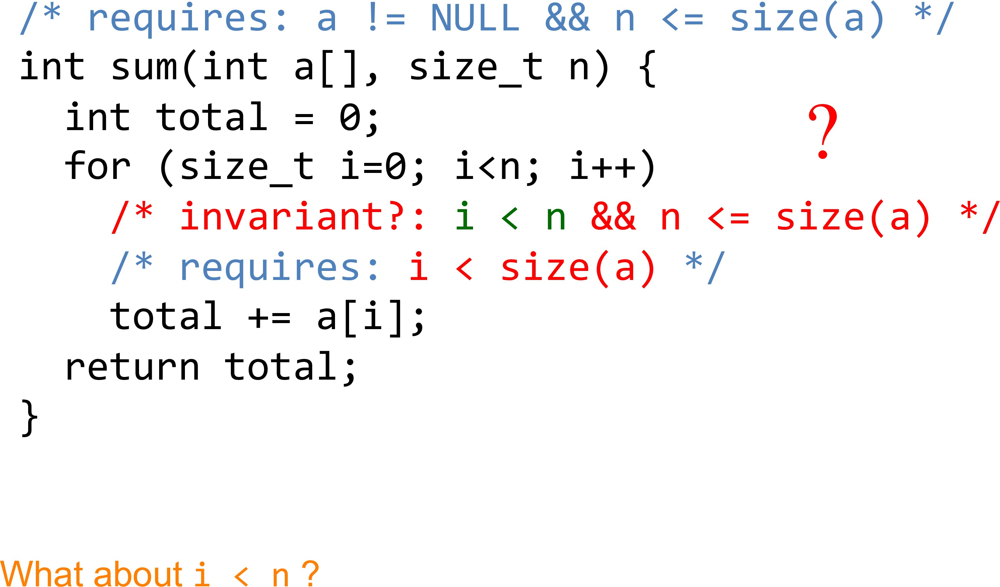 /* requires: a != NULL && n <= size(a) */
int sum(int a[], size_t n) {
int total = 0;
?
for (size_t i=0; i<n; i++)
/* invariant?: i < n && n <= size(a) */
/* requires: i < size(a) */
total += a[i];
return total;
}
What about i < n ?